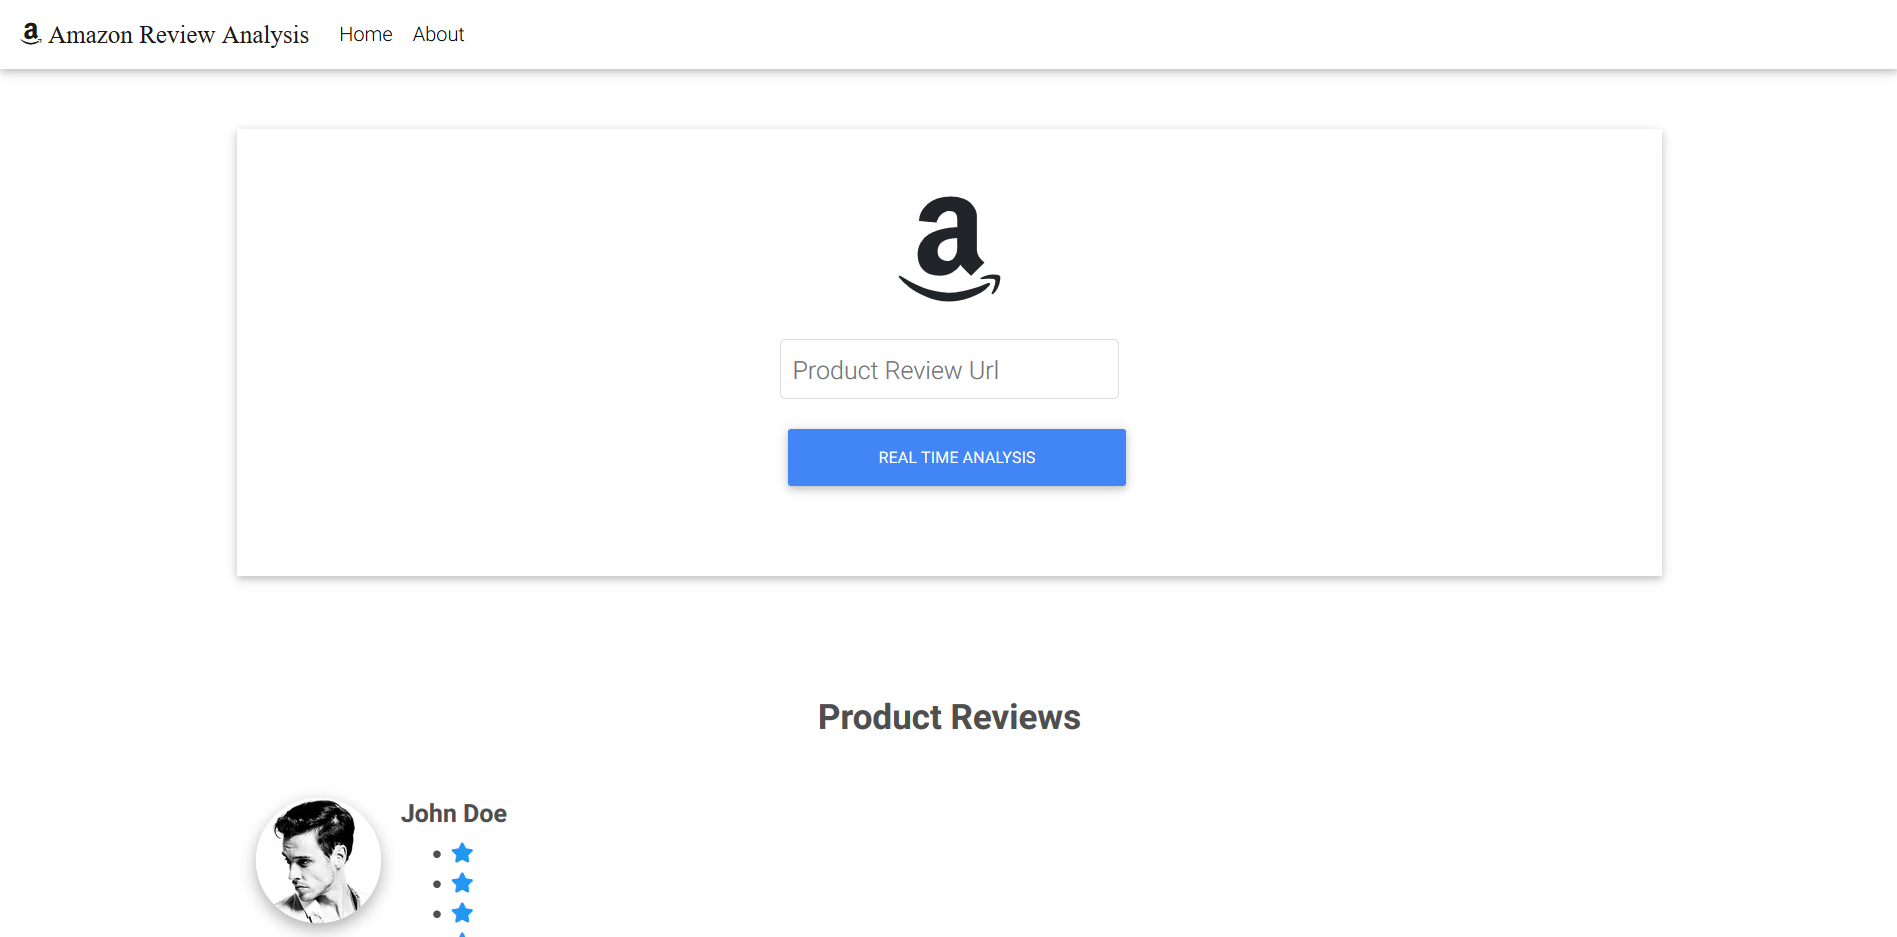 Amazon Review Analysis Home About
Product Review Url
REAL TIME ANALYSIS
Product Reviews
John Doe